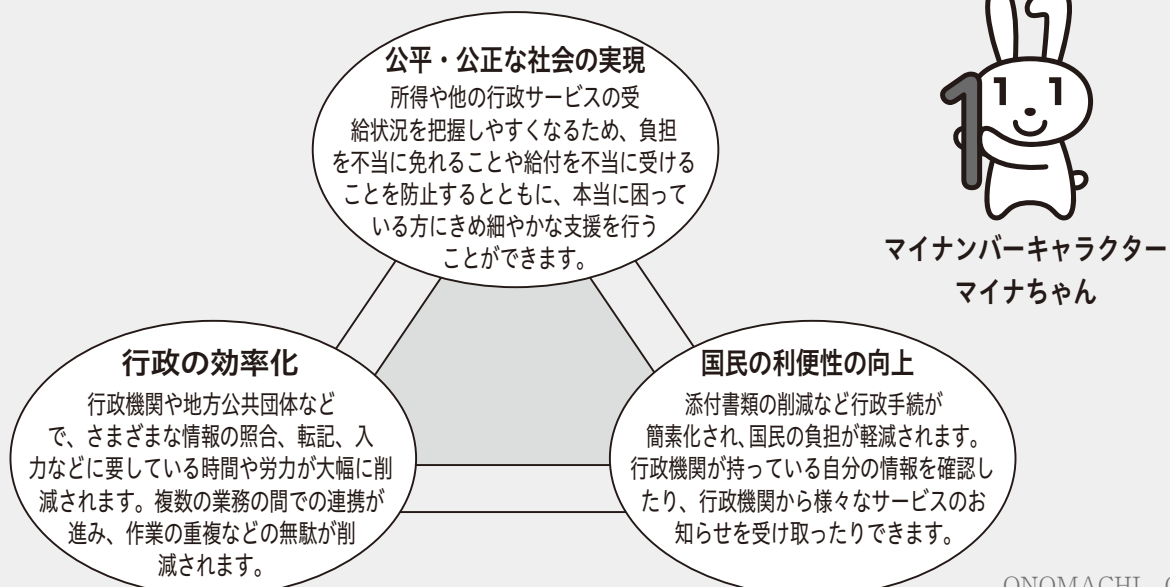 公平・公正な社会の実現
所得や他の行政サービスの受
給状況を把握しやすくなるため、負担
を不当に免れることや給付を不当に受ける
ことを防止するとともに、本当に困って
いる方にきめ細やかな支援を行う
ことができます。
マイナンバーキャラクター
マイナちゃん
行政の効率化
行政機関や地方公共団体など
で、さまざまな情報の照合、転記、入
力などに要している時間や労力が大幅に削
減されます。複数の業務の間での連携が
進み、作業の重複などの無駄が削
減されます。
国民の利便性の向上
添付書類の削減など行政手続が
簡素化され、国民の負担が軽減されます。
行政機関が持っている自分の情報を確認し
たり、行政機関から様々なサービスのお
知らせを受け取ったりできます。
ONOMACHI